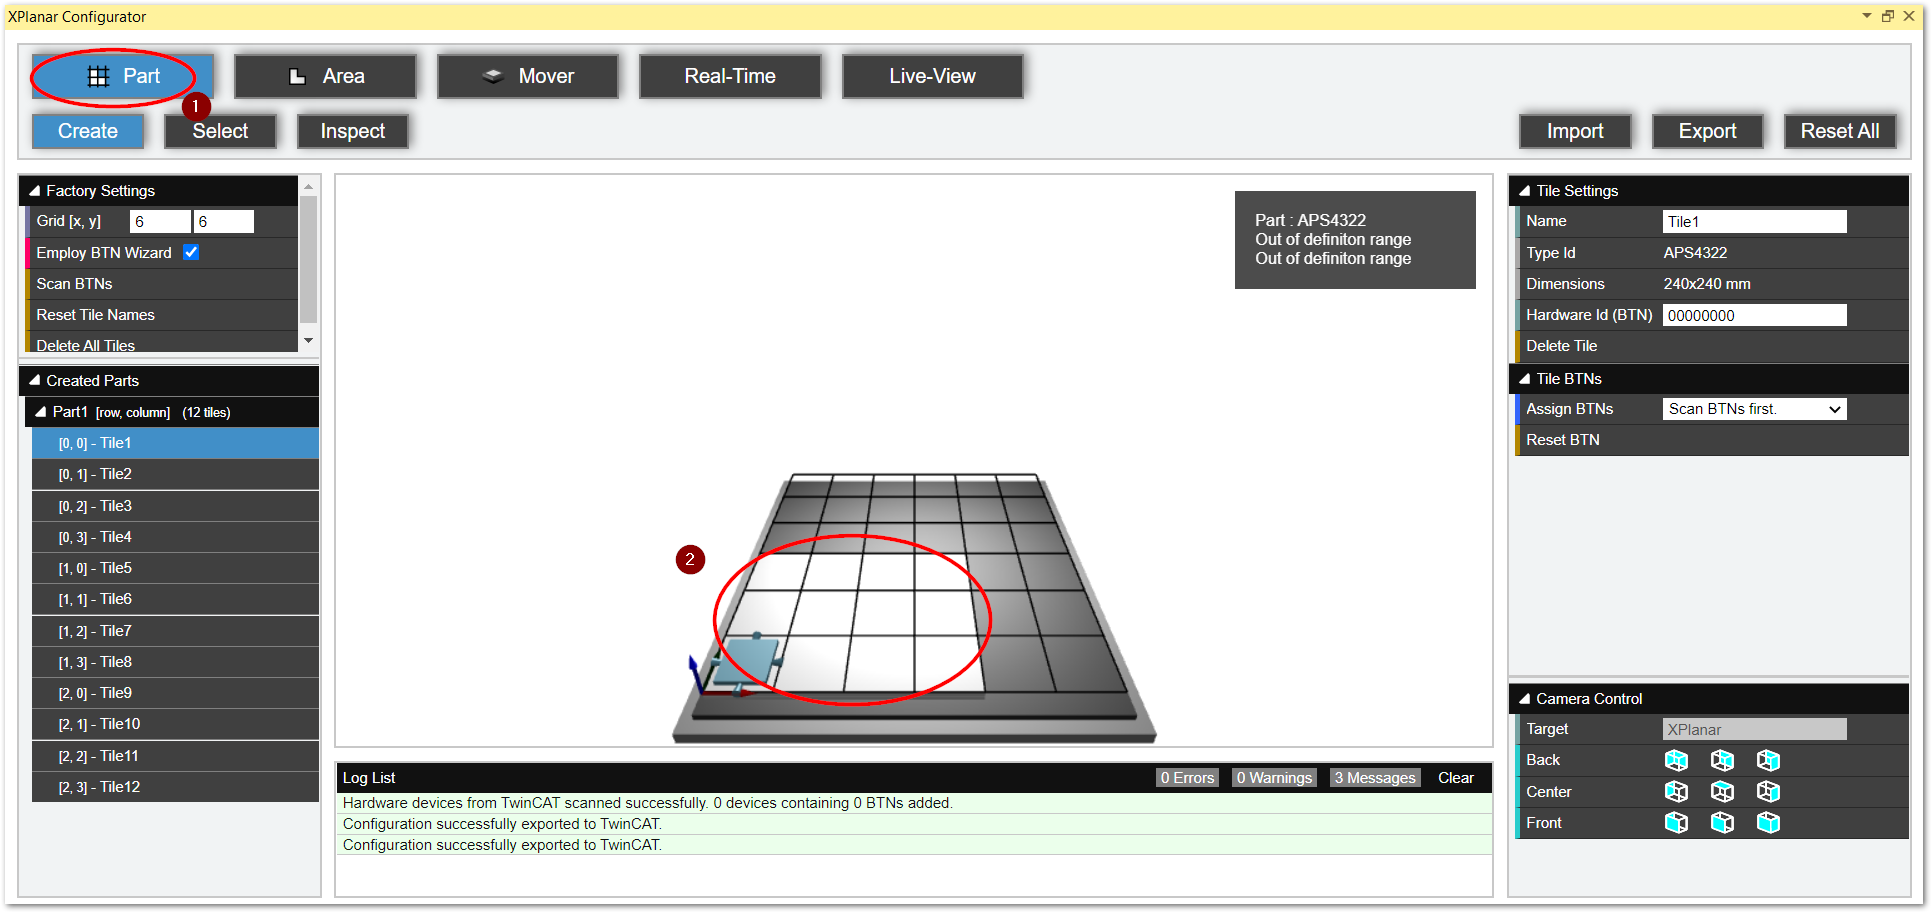 XPlanar Configurator
Part
Area
Mover
Real-Time
Live-View
1
Create
Select
Inspect
Import
Export
Reset All
Factory Settings
Grid [x, y] 6 6
Employ BTN Wizard
Scan BTNs
Reset Tile Names
Delete All Tiles
Created Parts
Part1 [row, column] (12 tiles)
[0, 0] - Tile1
[0, 1] - Tile2
[0, 2] - Tile3
[0, 3] - Tile4
[1, 0] - Tile5
[1, 1] - Tile6
[1, 2] - Tile7
[1, 3] - Tile8
[2, 0] - Tile9
[2, 1] - Tile10
[2, 2] - Tile11
[2, 3] - Tile12
Part : APS4322
Out of definiton range
Out of definiton range
2
Log List
0 Errors
0 Warnings
3 Messages
Clear
Hardware devices from TwinCAT scanned successfully. 0 devices containing 0 BTNs added.
Configuration successfully exported to TwinCAT.
Configuration successfully exported to TwinCAT.
Tile Settings
Name Tile1
Type Id APS4322
Dimensions 240x240 mm
Hardware Id (BTN) 00000000
Delete Tile
Tile BTNs
Assign BTNs Scan BTNs first.
Reset BTN
Camera Control
Target XPlanar
Back
Center
Front